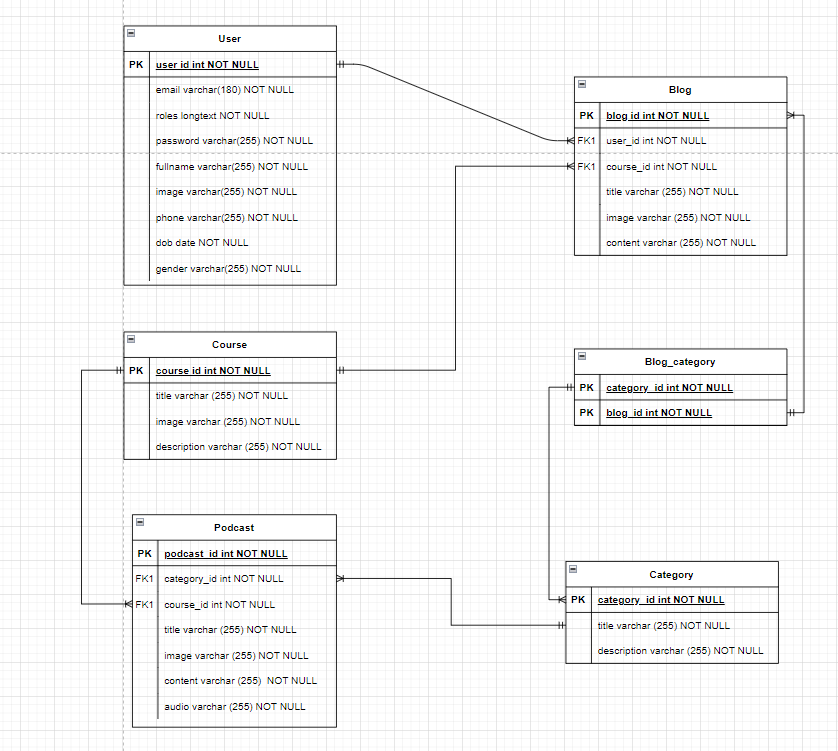 User
PK user id int NOT NULL
email varchar(180) NOT NULL
roles longtext NOT NULL
password varchar(255) NOT NULL
fullname varchar(255) NOT NULL
image varchar(255) NOT NULL
phone varchar(255) NOT NULL
dob date NOT NULL
gender varchar(255) NOT NULL
Blog
PK blog id int NOT NULL
FK1 user_id int NOT NULL
FK1 course_id int NOT NULL
title varchar (255) NOT NULL
image varchar (255) NOT NULL
content varchar (255) NOT NULL
Course
PK course id int NOT NULL
title varchar (255) NOT NULL
image varchar (255) NOT NULL
description varchar (255) NOT NULL
Blog_category
PK category_id int NOT NULL
PK blog_id int NOT NULL
Podcast
PK podcast_id int NOT NULL
FK1 category_id int NOT NULL
FK1 course_id int NOT NULL
title varchar (255) NOT NULL
image varchar (255) NOT NULL
content varchar (255)  NOT NULL
audio varchar (255) NOT NULL
Category
PK category_id int NOT NULL
title varchar (255) NOT NULL
description varchar (255) NOT NULL